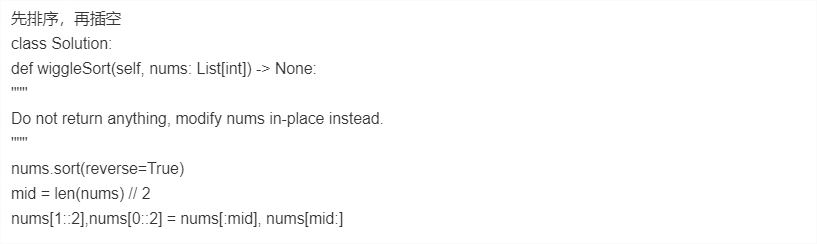 先排序，再插空
class Solution:
def wiggleSort(self, nums: List[int]) -> None:
"""
Do not return anything, modify nums in-place instead.
"""
nums.sort(reverse=True)
mid = len(nums) // 2
nums[1::2],nums[0::2] = nums[:mid], nums[mid:]